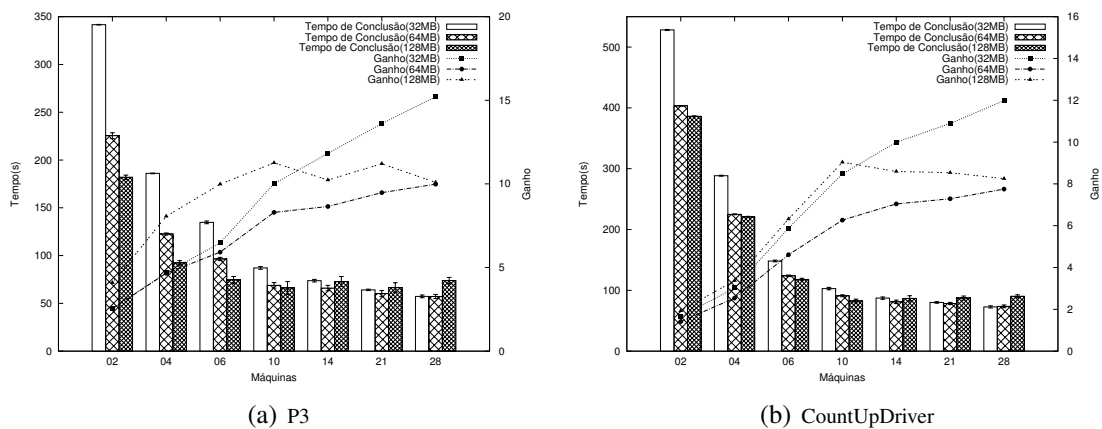 350
300
250
200
150
100
50
0
Tempo(s)
02 04 06 10 14 21 28
Máquinas
20
15
10
5
0
Ganho
Tempo de Conclusão(32MB)
Tempo de Conclusão(64MB)
Tempo de Conclusão(128MB)
Ganho(32MB)
Ganho(64MB)
Ganho(128MB)
(a) P3
500
400
300
200
100
0
Tempo(s)
02 04 06 10 14 21 28
Máquinas
16
14
12
10
8
6
4
2
0
Ganho
Tempo de Conclusão(32MB)
Tempo de Conclusão(64MB)
Tempo de Conclusão(128MB)
Ganho(32MB)
Ganho(64MB)
Ganho(128MB)
(b) CountUpDriver